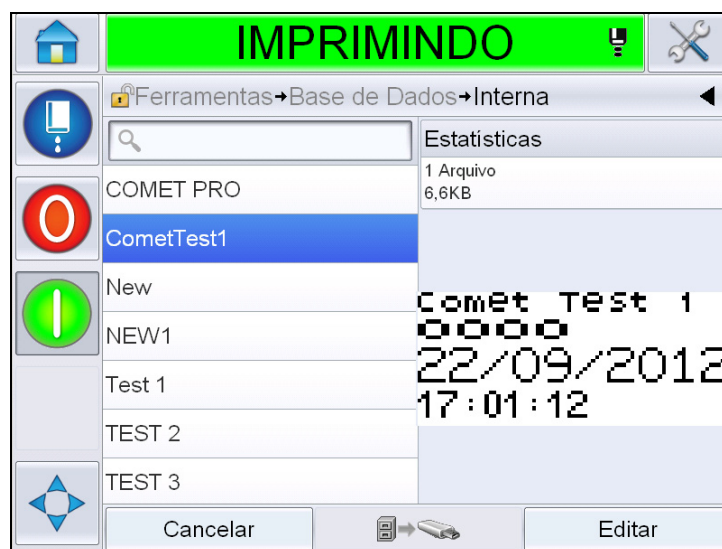 IMPRIMINDO
Ferramentas→Base de Dados→Interna
Estatísticas
1 Arquivo
6,6KB
COMET PRO
CometTest1
New
NEW1
Test 1
TEST 2
TEST 3
Comet Test 1
0000
22/09/2012
17:01:12
Cancelar
Editar